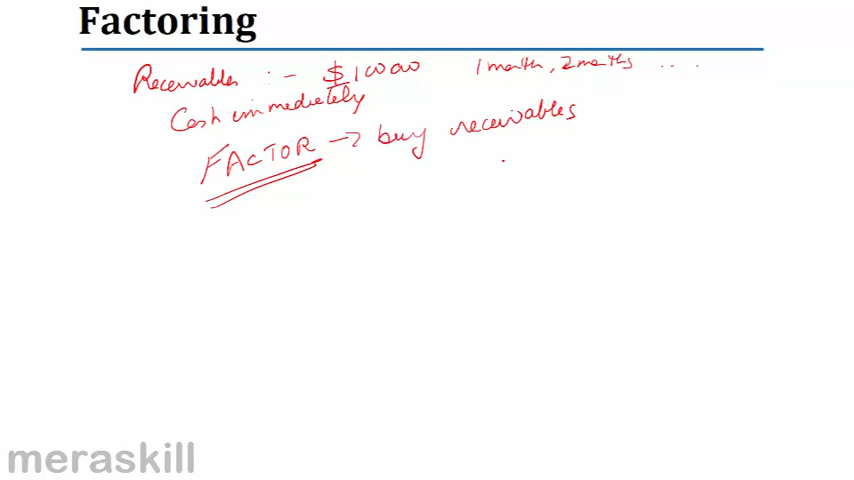 Factoring
Receivables :- $10000 1 month, 2 months ....
Cash immediately
FACTOR → buy receivables
meraskill